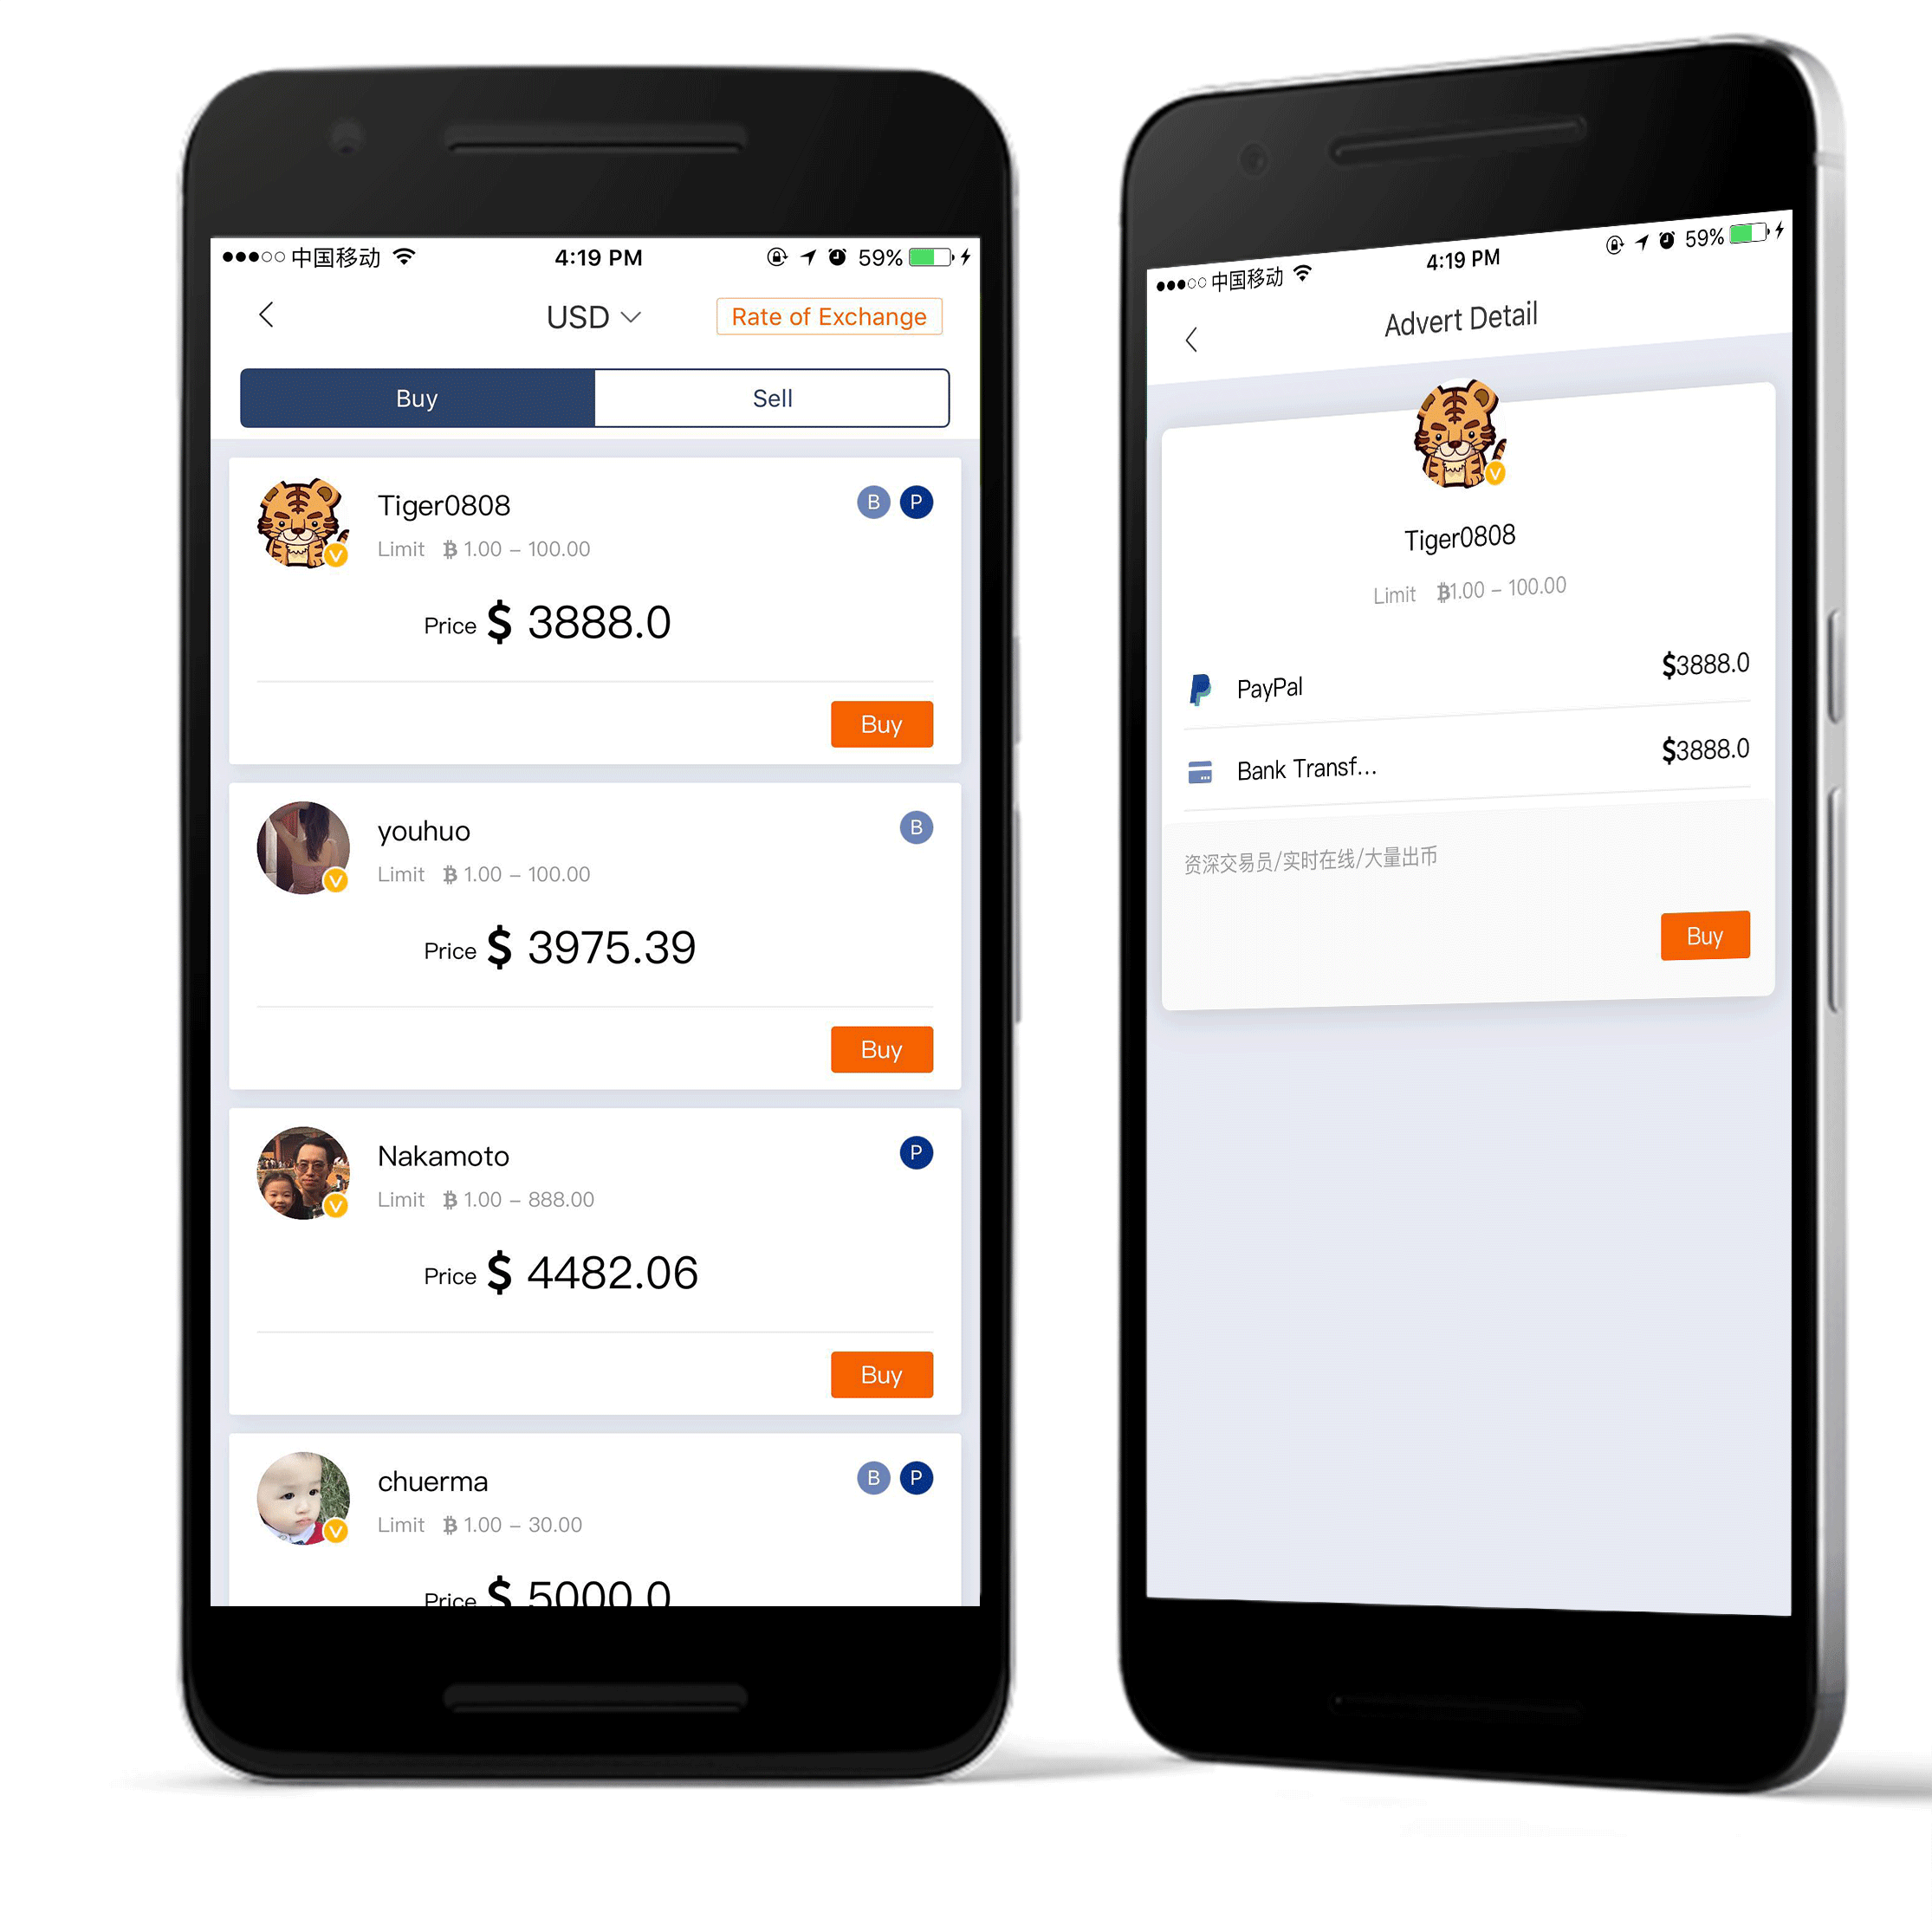 中国移动 4:19 PM 59%
USD Rate of Exchange
Buy Sell
Tiger0808 B P
Limit ₿ 1.00 – 100.00
Price $ 3888.0
Buy
youhuo B
Limit ₿ 1.00 – 100.00
Price $ 3975.39
Buy
Nakamoto P
Limit ₿ 1.00 – 888.00
Price $ 4482.06
Buy
chuerma B P
Limit ₿ 1.00 – 30.00
Price $ 5000.0
中国移动 4:19 PM 59%
Advert Detail
Tiger0808
Limit ₿1.00 – 100.00
PayPal $3888.0
Bank Transf... $3888.0
资深交易员/实时在线/大量出币
Buy